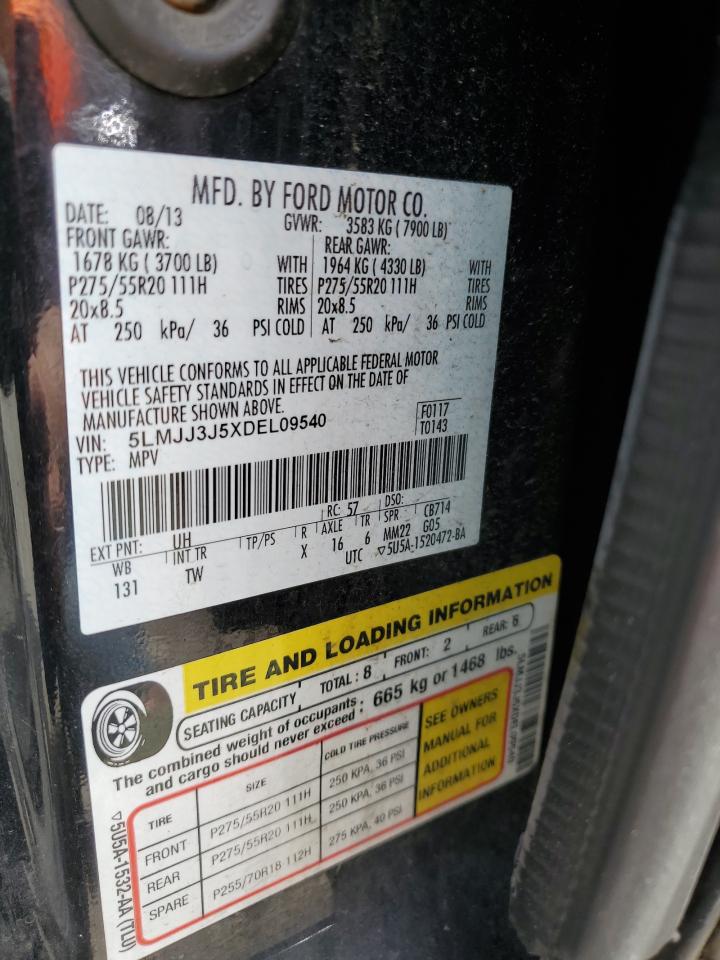 MFD. BY FORD MOTOR CO.
DATE: 08/13 GVWR: 3583 KG ( 7900 LB)
FRONT GAWR: REAR GAWR:
1678 KG ( 3700 LB) WITH 1964 KG ( 4330 LB) WITH
P275/55R20 111H TIRES P275/55R20 111H TIRES
20x8.5 RIMS 20x8.5 RIMS
AT 250 kPa/ 36 PSI COLD AT 250 kPa/ 36 PSI COLD
THIS VEHICLE CONFORMS TO ALL APPLICABLE FEDERAL MOTOR
VEHICLE SAFETY STANDARDS IN EFFECT ON THE DATE OF
MANUFACTURE SHOWN ABOVE.
VIN: 5LMJJ3J5XDEL09540 F0117
TYPE: MPV T0143
EXT PNT: UH RC: 57 DSO:
WB INT TR TP/PS R AXLE TR SPR CB714
131 TW X 16 6 MM22 G05
UTC ▽5U5A-1520472-BA
TIRE AND LOADING INFORMATION
SEATING CAPACITY TOTAL : 8 FRONT: 2 REAR: 6
The combined weight of occupants
and cargo should never exceed : 665 kg or 1468 lbs.
TIRE SIZE COLD TIRE PRESSURE
FRONT P275/55R20 111H 250 KPA, 36 PSI
REAR P275/55R20 111H 250 KPA, 36 PSI
SPARE P255/70R18 112H 275 KPA, 40 PSI
SEE OWNERS
MANUAL FOR
ADDITIONAL
INFORMATION
▽5U5A-1532-AA (TLU)
5LMJJ3J5XDEL09540